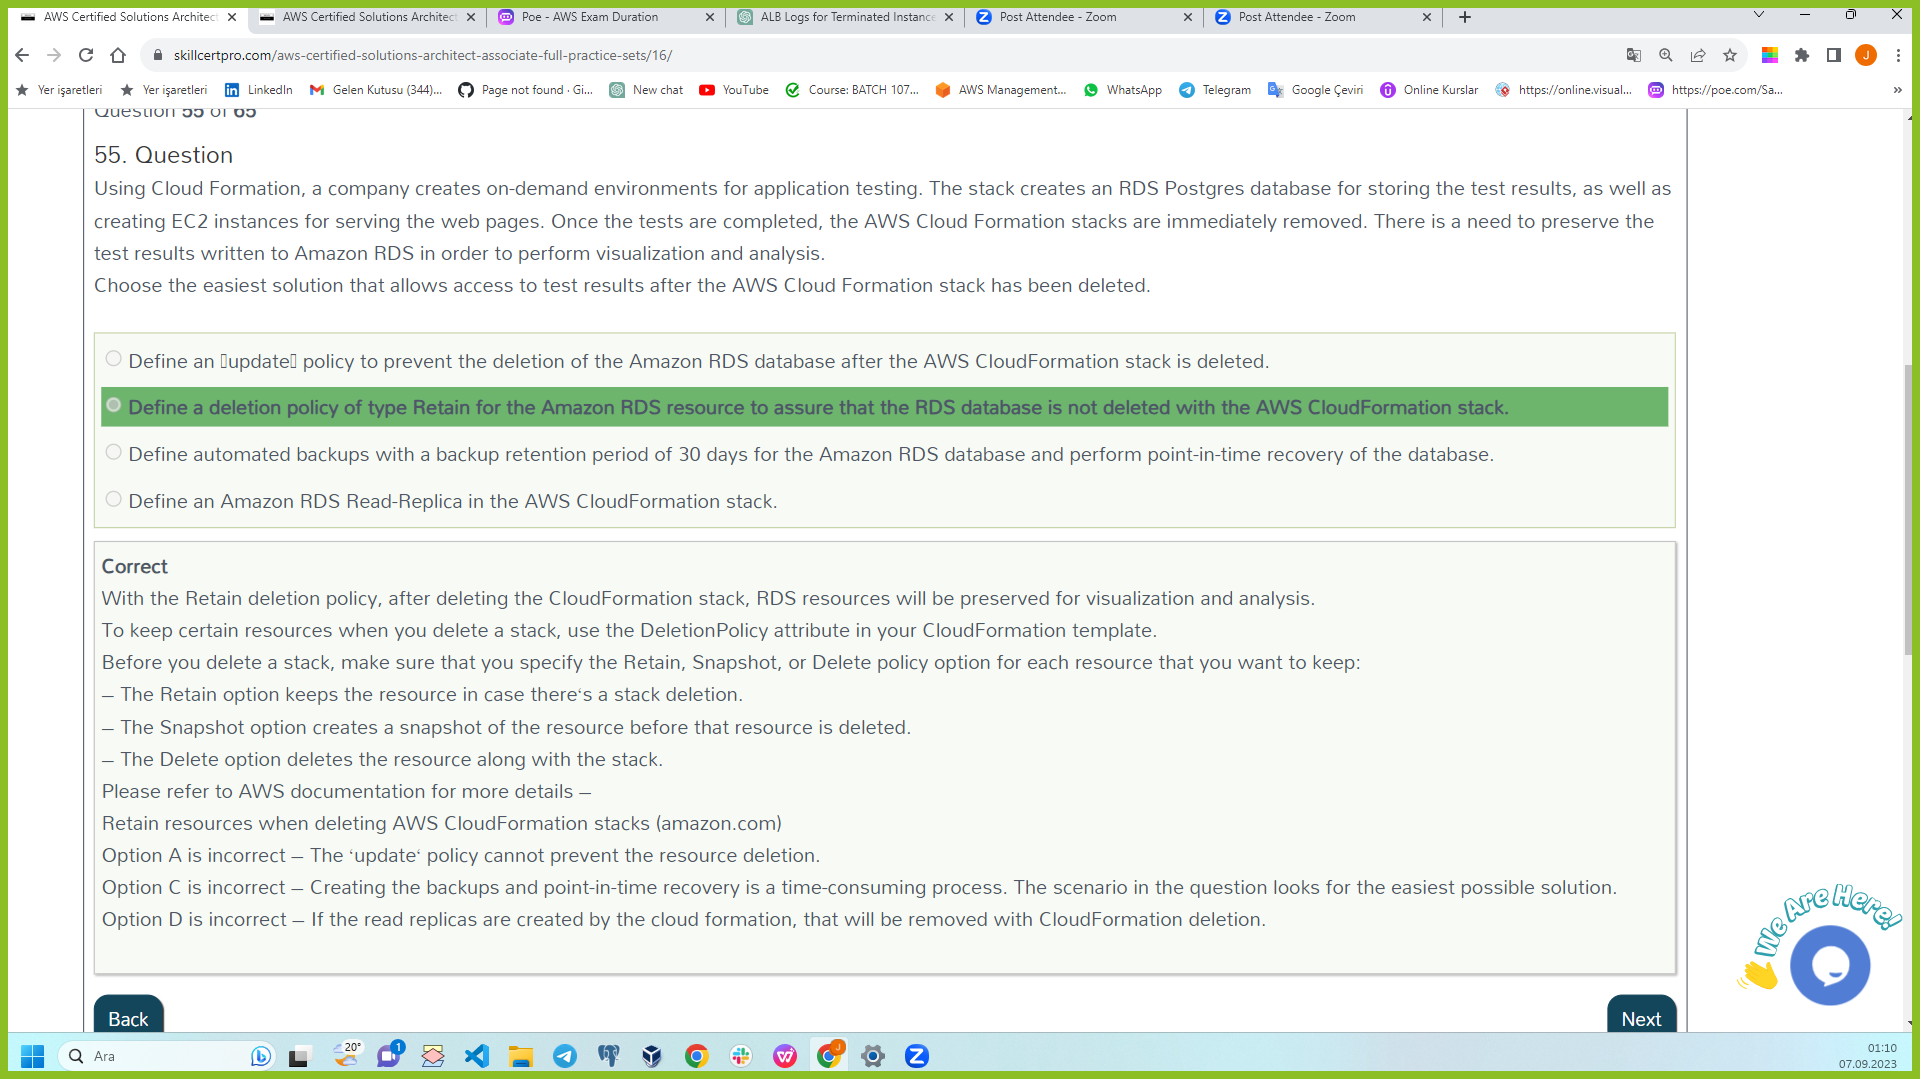 AWS Certified Solutions Architect
AWS Certified Solutions Architect
Poe - AWS Exam Duration
ALB Logs for Terminated Instance
Post Attendee - Zoom
Post Attendee - Zoom
skillcertpro.com/aws-certified-solutions-architect-associate-full-practice-sets/16/
J
Yer işaretleri
Yer işaretleri
LinkedIn
Gelen Kutusu (344)...
Page not found · Gi...
New chat
YouTube
Course: BATCH 107...
AWS Management...
WhatsApp
Telegram
Google Çeviri
Online Kurslar
https://online.visual...
https://poe.com/Sa...
Question 55 of 65
55. Question
Using Cloud Formation, a company creates on-demand environments for application testing. The stack creates an RDS Postgres database for storing the test results, as well as
creating EC2 instances for serving the web pages. Once the tests are completed, the AWS Cloud Formation stacks are immediately removed. There is a need to preserve the
test results written to Amazon RDS in order to perform visualization and analysis.
Choose the easiest solution that allows access to test results after the AWS Cloud Formation stack has been deleted.
Define an ▯update▯ policy to prevent the deletion of the Amazon RDS database after the AWS CloudFormation stack is deleted.
Define a deletion policy of type Retain for the Amazon RDS resource to assure that the RDS database is not deleted with the AWS CloudFormation stack.
Define automated backups with a backup retention period of 30 days for the Amazon RDS database and perform point-in-time recovery of the database.
Define an Amazon RDS Read-Replica in the AWS CloudFormation stack.
Correct
With the Retain deletion policy, after deleting the CloudFormation stack, RDS resources will be preserved for visualization and analysis.
To keep certain resources when you delete a stack, use the DeletionPolicy attribute in your CloudFormation template.
Before you delete a stack, make sure that you specify the Retain, Snapshot, or Delete policy option for each resource that you want to keep:
– The Retain option keeps the resource in case there‘s a stack deletion.
– The Snapshot option creates a snapshot of the resource before that resource is deleted.
– The Delete option deletes the resource along with the stack.
Please refer to AWS documentation for more details –
Retain resources when deleting AWS CloudFormation stacks (amazon.com)
Option A is incorrect – The ‘update‘ policy cannot prevent the resource deletion.
Option C is incorrect – Creating the backups and point-in-time recovery is a time-consuming process. The scenario in the question looks for the easiest possible solution.
Option D is incorrect – If the read replicas are created by the cloud formation, that will be removed with CloudFormation deletion.
We Are Here!
Back
Next
Ara
20°
1
J
01:10
07.09.2023